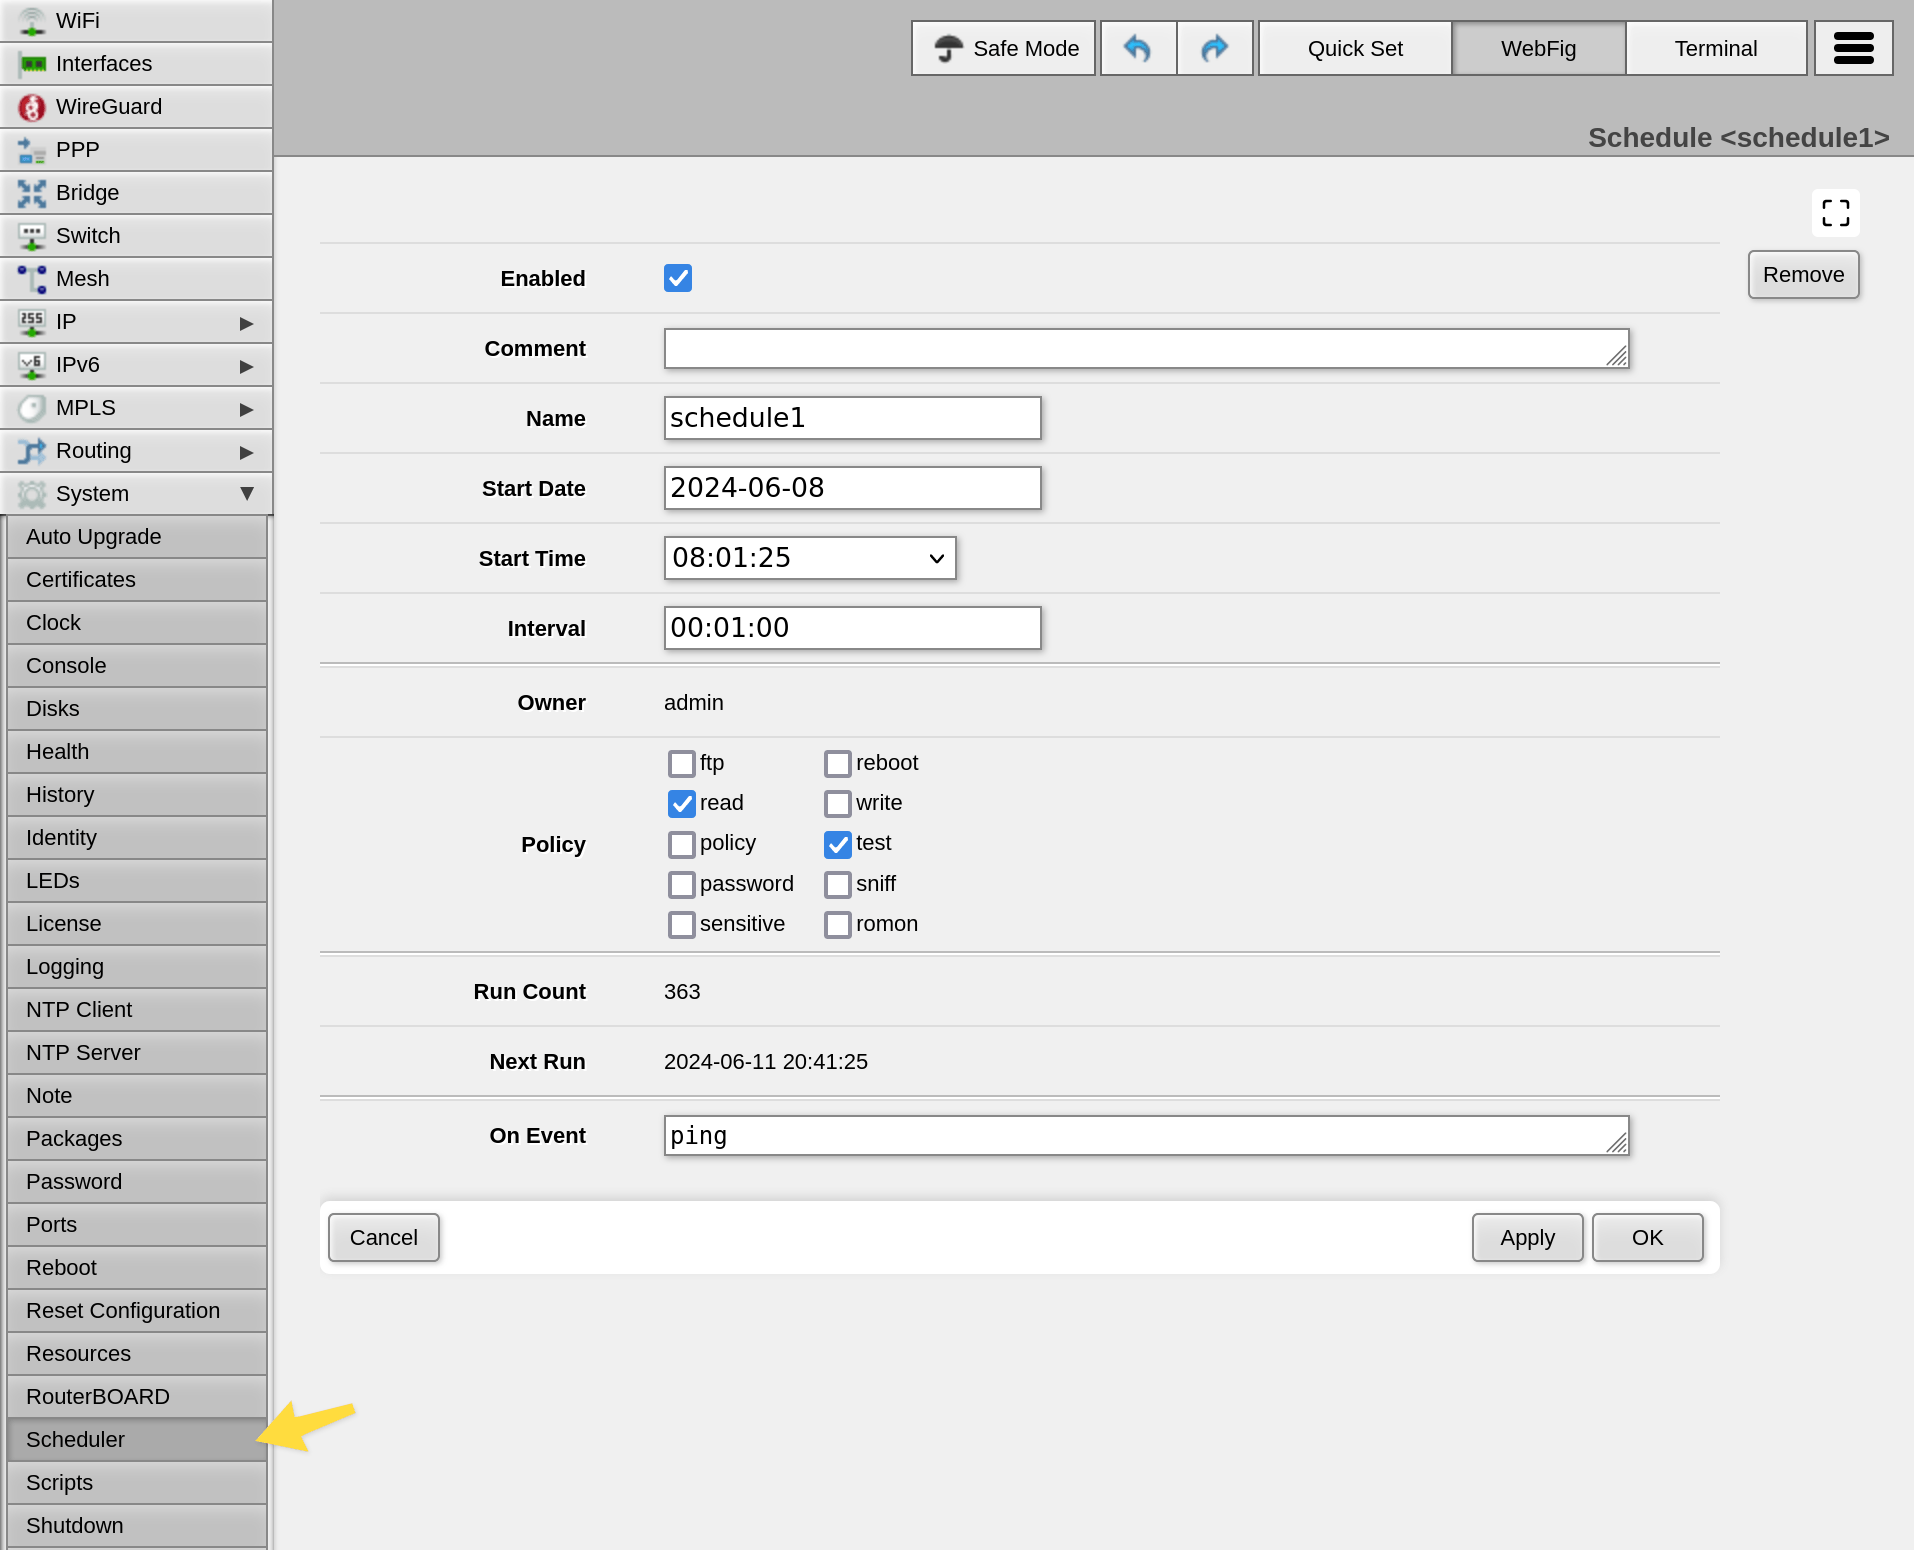 WiFi
Interfaces
WireGuard
PPP
Bridge
Switch
Mesh
255 IP ▶
v6 IPv6 ▶
MPLS ▶
Routing ▶
System ▼
Auto Upgrade
Certificates
Clock
Console
Disks
Health
History
Identity
LEDs
License
Logging
NTP Client
NTP Server
Note
Packages
Password
Ports
Reboot
Reset Configuration
Resources
RouterBOARD
Scheduler
Scripts
Shutdown
Safe Mode Quick Set WebFig Terminal
Schedule <schedule1>
Remove
Enabled
Comment
Name schedule1
Start Date 2024-06-08
Start Time 08:01:25
Interval 00:01:00
Owner admin
Policy
ftp reboot
read write
policy test
password sniff
sensitive romon
Run Count 363
Next Run 2024-06-11 20:41:25
On Event ping
Cancel Apply OK